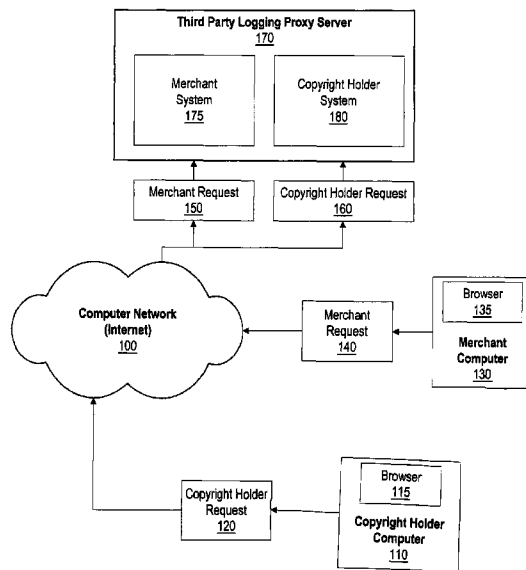 Third Party Logging Proxy Server
170
Merchant
System
175
Copyright Holder
System
180
Merchant Request
150
Copyright Holder Request
160
Computer Network
(Internet)
100
Merchant
Request
140
Browser
135
Merchant
Computer
130
Copyright Holder
Request
120
Browser
115
Copyright Holder
Computer
110